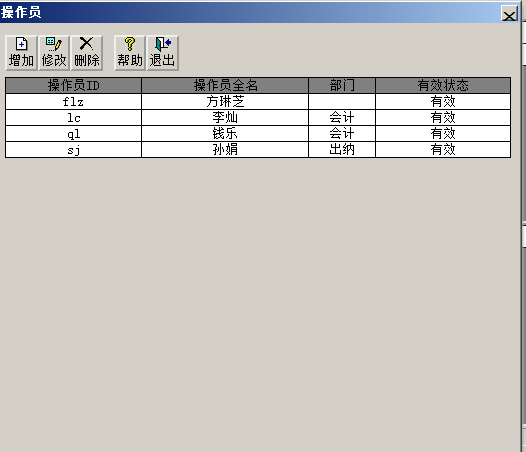 操作员
增加 修改 删除 帮助 退出
操作员ID 操作员全名 部门 有效状态
flz 方琳芝 有效
lc 李灿 会计 有效
ql 钱乐 会计 有效
sj 孙娟 出纳 有效